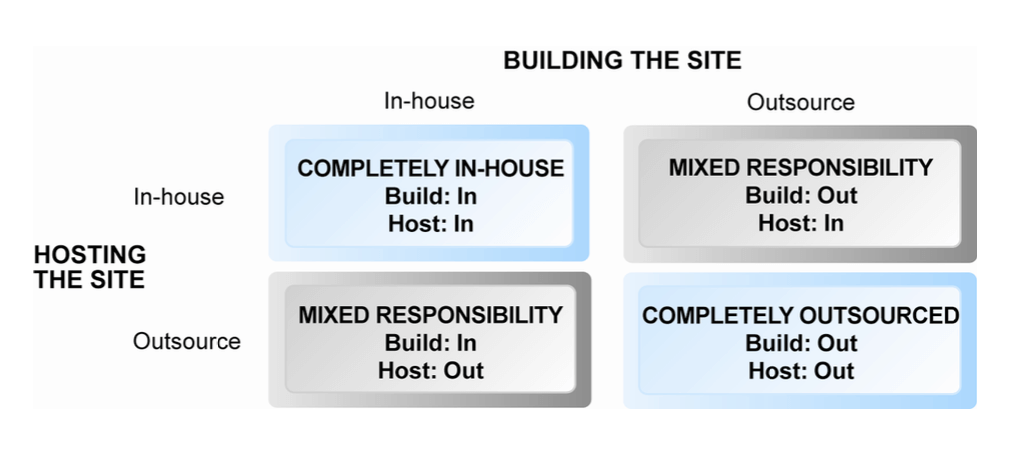 BUILDING THE SITE
In-house
Outsource
COMPLETELY IN-HOUSE
Build: In
Host: In
MIXED RESPONSIBILITY
Build: Out
Host: In
In-house
HOSTING
THE SITE
Outsource
MIXED RESPONSIBILITY
Build: In
Host: Out
COMPLETELY OUTSOURCED
Build: Out
Host: Out